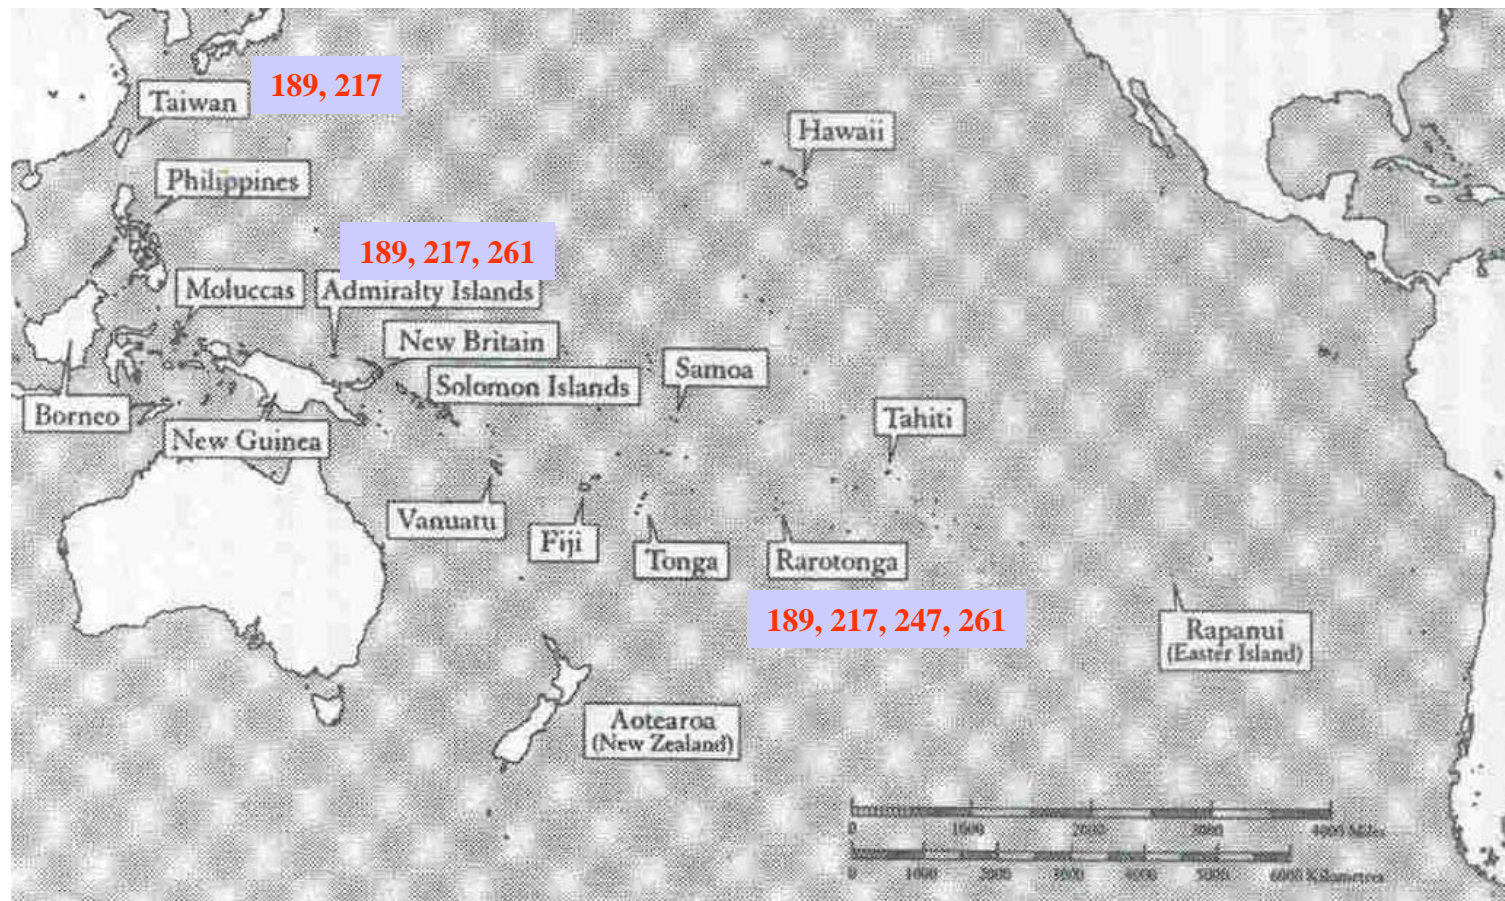 189, 217
Taiwan
Hawaii
Philippines
189, 217, 261
Moluccas
Admiralty Islands
New Britain
Samoa
Solomon Islands
Borneo
Tahiti
New Guinea
Vanuatu
Fiji
Tonga
Rarotonga
189, 217, 247, 261
Rapanui
(Easter Island)
Aotearoa
(New Zealand)
0 1000 2000 3000 4000 Miles
0 1000 2000 3000 4000 5000 6000 Kilometres